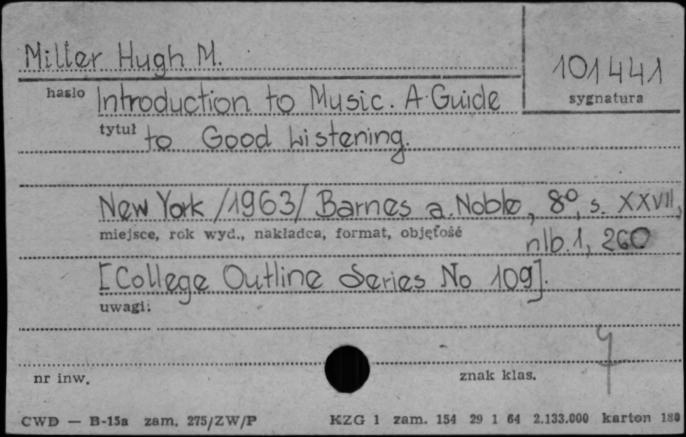 Miller Hugh M.
101441
hasło Introduction to Music. A Guide
sygnatura
tytuł to Good Listening.
New York /1963/ Barnes a. Noble, 8°, s. XXVII,
miejsce, rok wyd., nakładca, format, objętość nlb. 1, 260
[College Outline Series No 109].
uwagi:
nr inw.
znak klas.
CWD — B-15a zam. 275/ZW/P KZG 1 zam. 154 29 1 64 2.133.000 karton 180